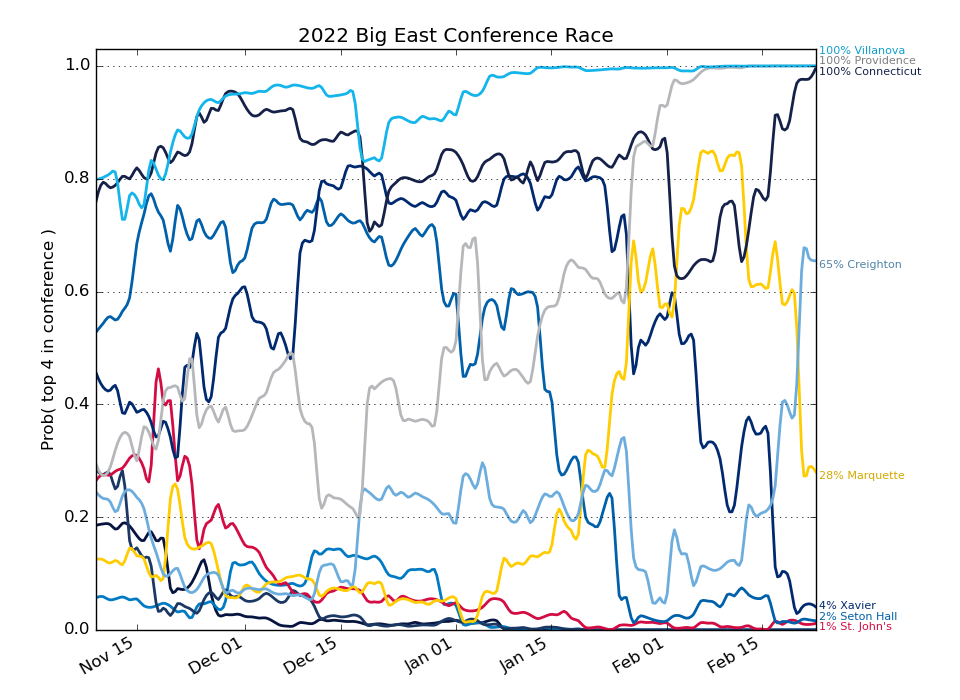 2022 Big East Conference Race
Prob( top 4 in conference )
1.0
0.8
0.6
0.4
0.2
0.0
Nov 15
Dec 01
Dec 15
Jan 01
Jan 15
Feb 01
Feb 15
100% Villanova
100% Providence
100% Connecticut
65% Creighton
28% Marquette
4% Xavier
2% Seton Hall
1% St. John's